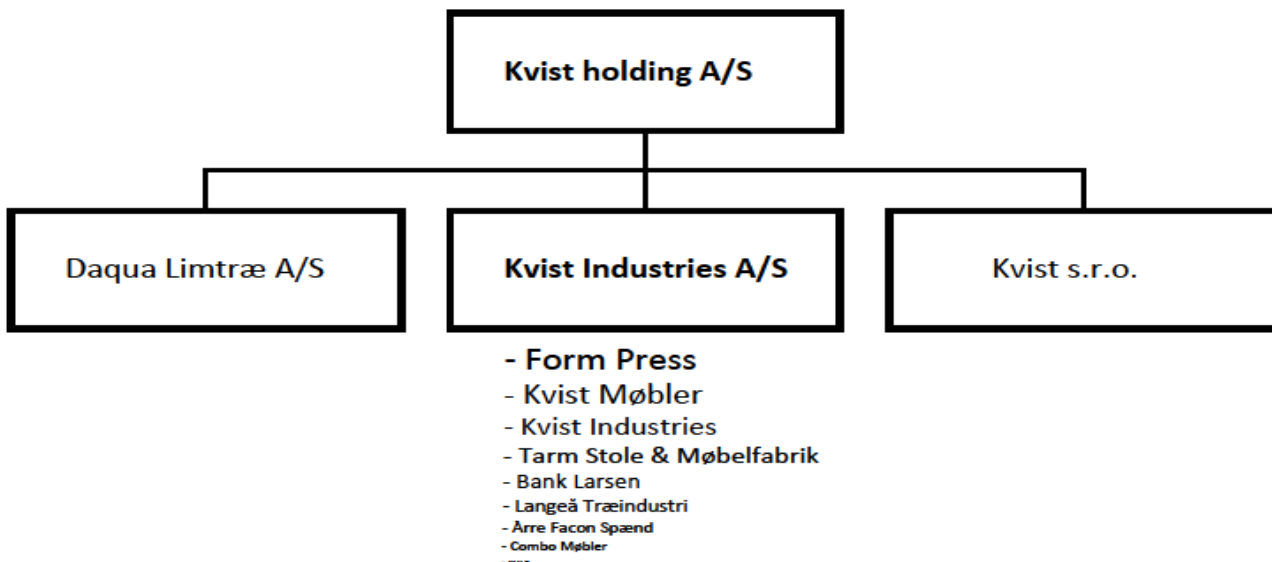 Kvist holding A/S
Daqua Limtræ A/S
Kvist Industries A/S
Kvist s.r.o.
- Form Press
- Kvist Møbler
- Kvist Industries
- Tarm Stole & Møbelfabrik
- Bank Larsen
- Langeå Træindustri
- Årre Facon Spænd
- Combo Møbler